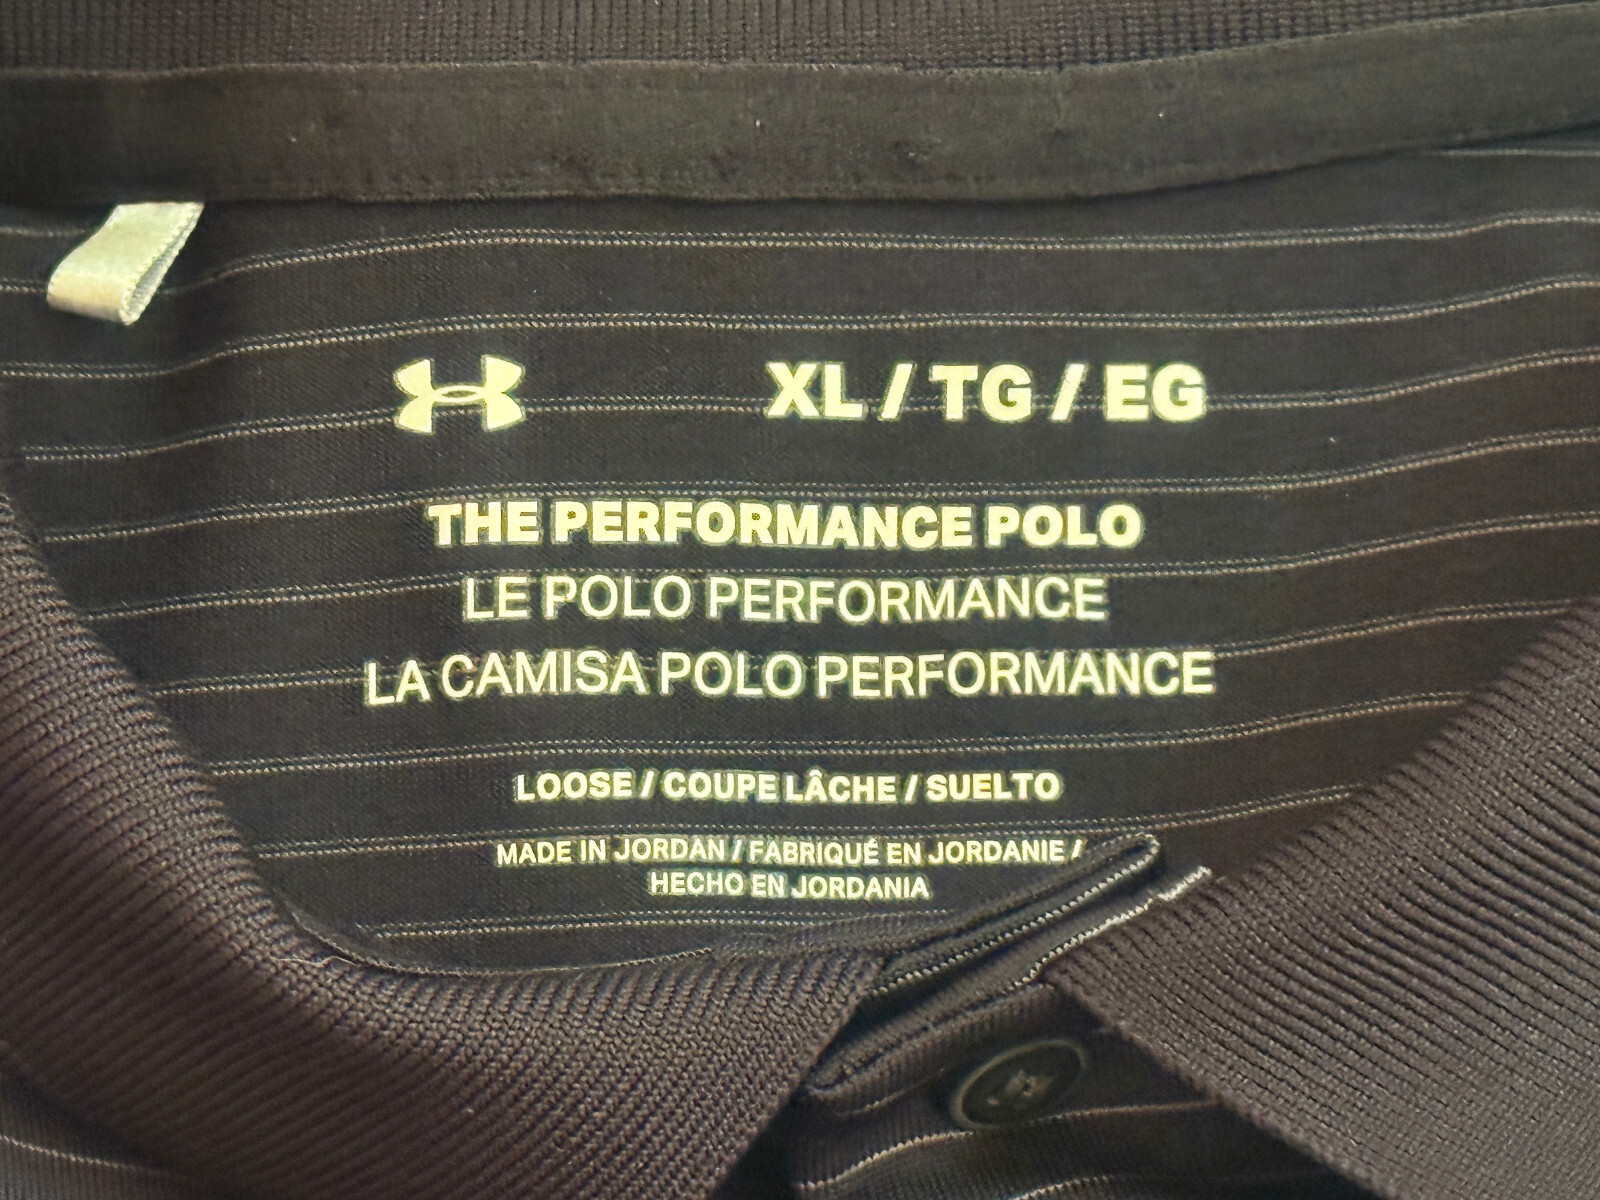 XL / TG / EG
THE PERFORMANCE POLO
LE POLO PERFORMANCE
LA CAMISA POLO PERFORMANCE
LOOSE / COUPE LÂCHE / SUELTO
MADE IN JORDAN / FABRIQUÉ EN JORDANIE /
HECHO EN JORDANIA